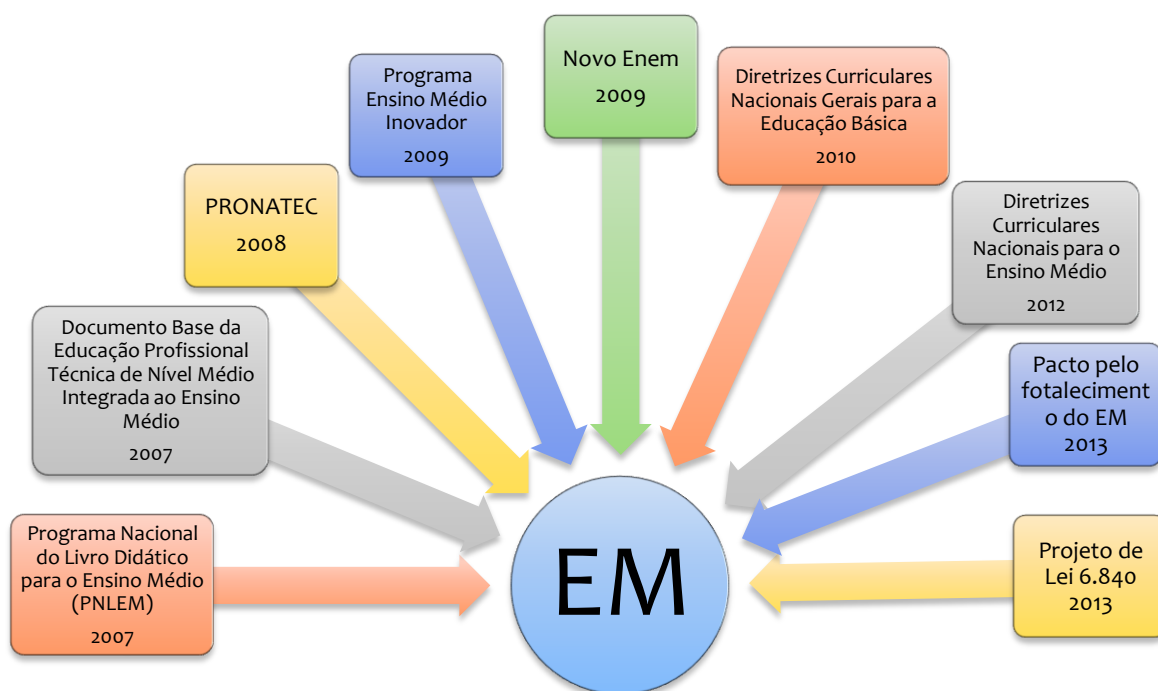 Programa Nacional
do Livro Didático
para o Ensino Médio
(PNLEM)
2007
Documento Base da
Educação Profissional
Técnica de Nível Médio
Integrada ao Ensino
Médio
2007
PRONATEC
2008
Programa
Ensino Médio
Inovador
2009
Novo Enem
2009
Diretrizes Curriculares
Nacionais Gerais para a
Educação Básica
2010
Diretrizes
Curriculares
Nacionais para o
Ensino Médio
2012
Pacto pelo
fotaleciment
o do EM
2013
Projeto de
Lei 6.840
2013
EM